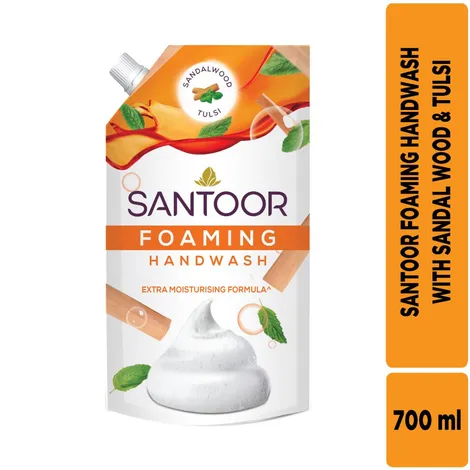 SANDALWOOD
TULSI
SANTOOR
FOAMING
HANDWASH
EXTRA MOISTURISING FORMULA^
SANTOOR FOAMING HANDWASH
WITH SANDAL WOOD & TULSI
700 ml